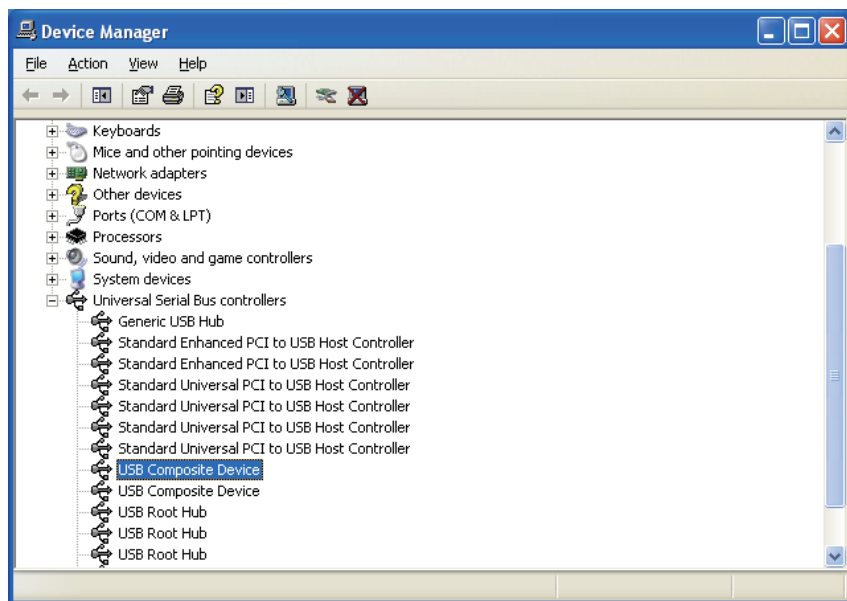 Device Manager
File Action View Help
Keyboards
Mice and other pointing devices
Network adapters
Other devices
Ports (COM & LPT)
Processors
Sound, video and game controllers
System devices
Universal Serial Bus controllers
Generic USB Hub
Standard Enhanced PCI to USB Host Controller
Standard Enhanced PCI to USB Host Controller
Standard Universal PCI to USB Host Controller
Standard Universal PCI to USB Host Controller
Standard Universal PCI to USB Host Controller
Standard Universal PCI to USB Host Controller
USB Composite Device
USB Composite Device
USB Root Hub
USB Root Hub
USB Root Hub